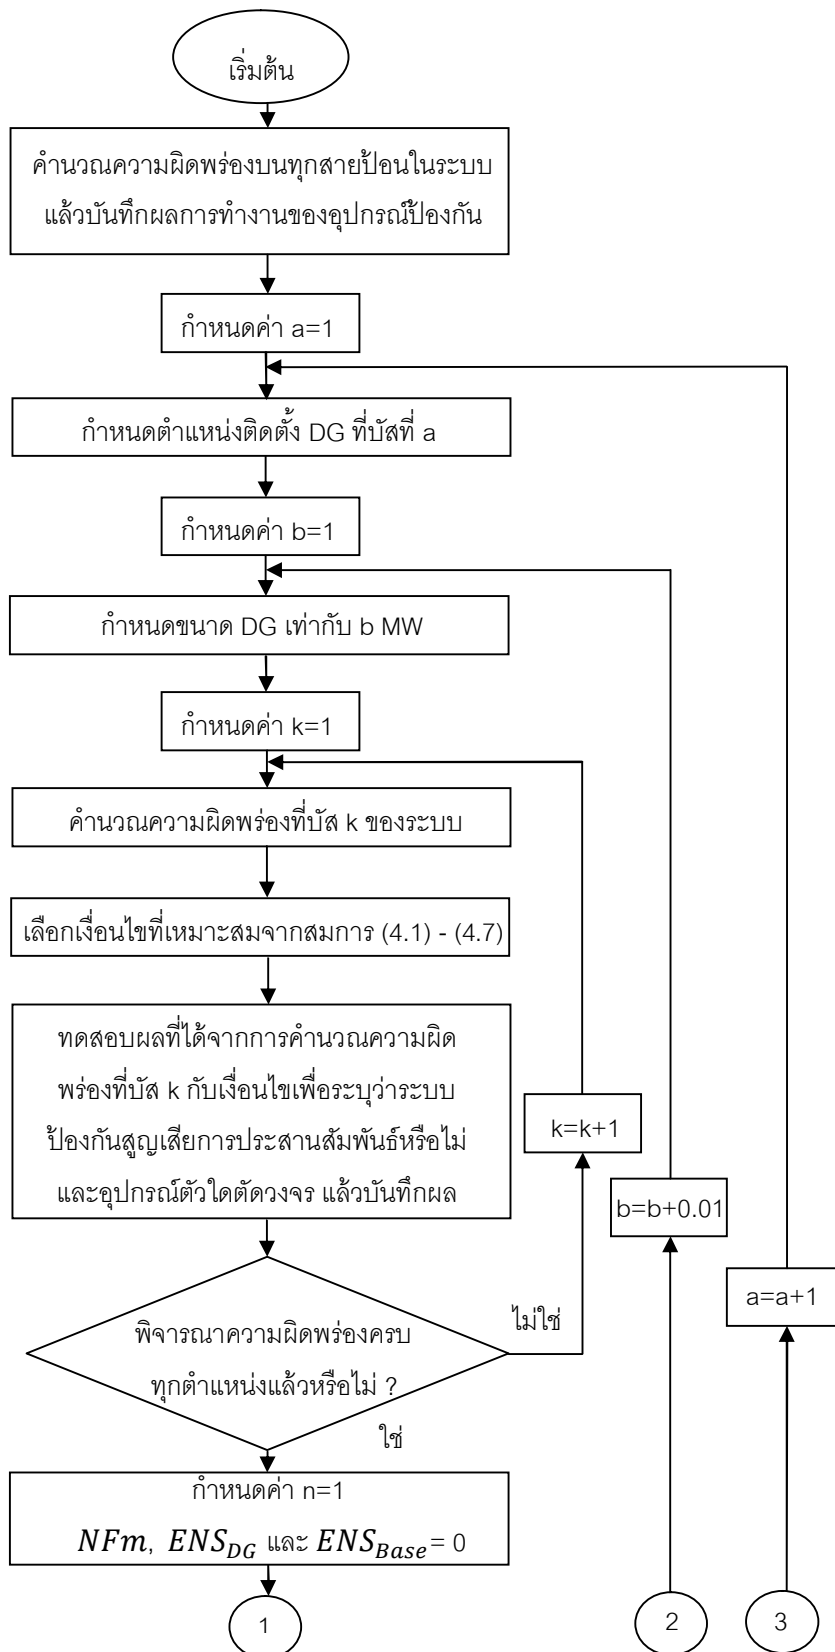 เริ่มต้น
คำนวณความผิดพร่องบนทุกสายป้อนในระบบ
แล้วบันทึกผลการทำงานของอุปกรณ์ป้องกัน
กำหนดค่า a=1
กำหนดตำแหน่งติดตั้ง DG ที่บัสที่ a
กำหนดค่า b=1
กำหนดขนาด DG เท่ากับ b MW
กำหนดค่า k=1
คำนวณความผิดพร่องที่บัส k ของระบบ
เลือกเงื่อนไขที่เหมาะสมจากสมการ (4.1) - (4.7)
ทดสอบผลที่ได้จากการคำนวณความผิด
พร่องที่บัส k กับเงื่อนไขเพื่อระบุว่าระบบ
ป้องกันสูญเสียการประสานสัมพันธ์หรือไม่
และอุปกรณ์ตัวใดตัดวงจร แล้วบันทึกผล
k=k+1
b=b+0.01
a=a+1
พิจารณาความผิดพร่องครบ
ทุกตำแหน่งแล้วหรือไม่ ?
ไม่ใช่
ใช่
กำหนดค่า n=1
NFm, ENS_DG และ ENS_Base = 0
1
2
3